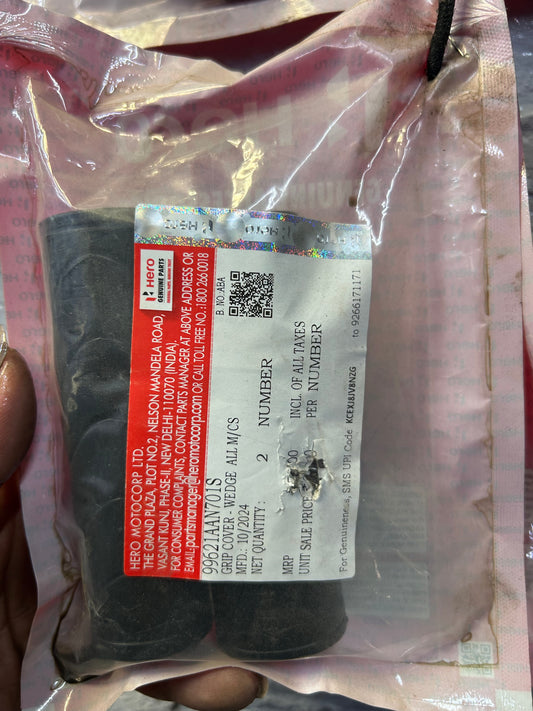 Hero
Hero
Hero
GENUINE PARTS
HERO MOTOCORP LTD.
THE GRAND PLAZA, PLOT NO.2, NELSON MANDELA ROAD,
VASANT KUNJ, PHASE-II, NEW DELHI-110070 (INDIA).
FOR CONSUMER COMPLAINTS, CONTACT PARTS MANAGER AT ABOVE ADDRESS OR
EMAIL-partsmanager@heromotocorp.com OR CALL TOLL FREE NO.:1800 266 0018
99621AAN701S
B. NO:ABA
GRIP COVER - WEDGE ALL M/CS
MFD.: 10/2024
NET QUANTITY : 2 NUMBER
MRP INCL. OF ALL TAXES
UNIT SALE PRICE PER NUMBER
For Genuineness, SMS UPI Code KCEXJ8JVBNZG to 9266171171